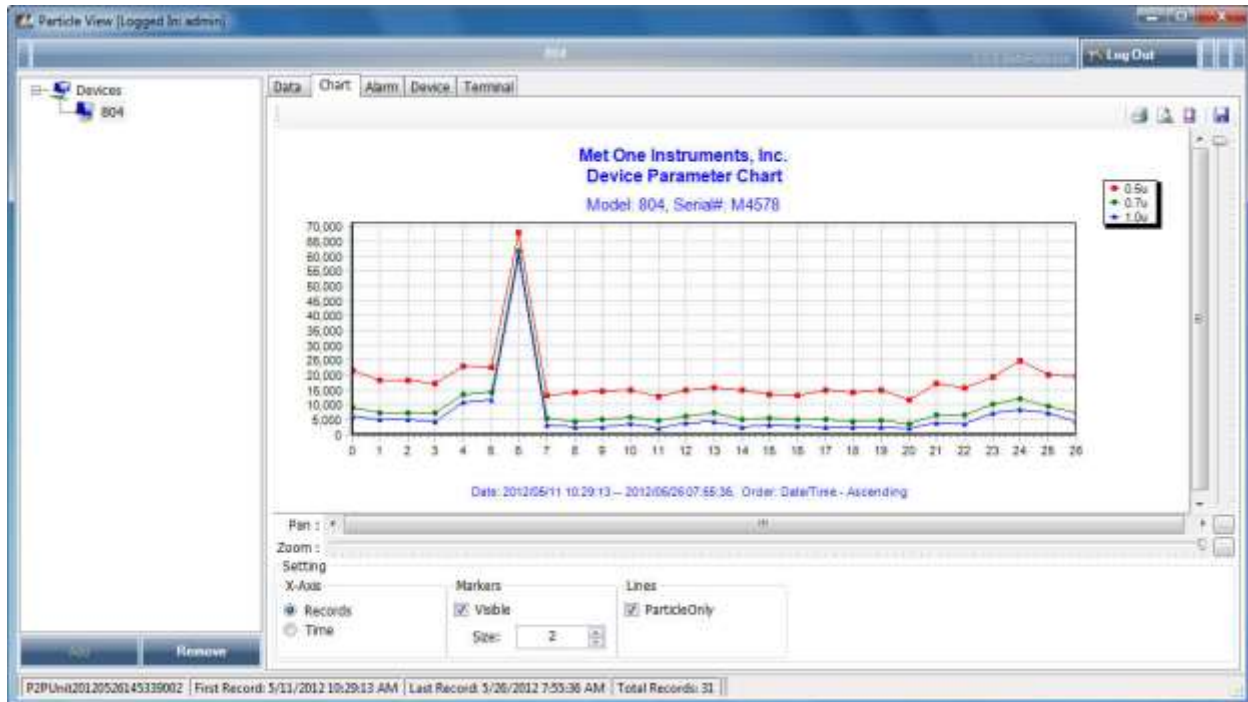 Particle View [Logged In: admin]
804
Log Out
Devices
804
Data Chart Alarm Device Terminal
Met One Instruments, Inc.
Device Parameter Chart
Model: 804, Serial#: M4578
0.5u
0.7u
1.0u
70,000
65,000
60,000
55,000
50,000
45,000
40,000
35,000
30,000
25,000
20,000
15,000
10,000
5,000
0
0 1 2 3 4 5 6 7 8 9 10 11 12 13 14 15 16 17 18 19 20 21 22 23 24 25 26
Date: 2012/05/11 10:29:13 -- 2012/05/26 07:55:36, Order: Date/Time - Ascending
Pan :
Zoom :
Setting
X-Axis Markers Lines
Records Visible ParticleOnly
Time Size: 2
Add Remove
P2PUnit20120526145339002 First Record: 5/11/2012 10:29:13 AM Last Record: 5/26/2012 7:55:36 AM Total Records: 31